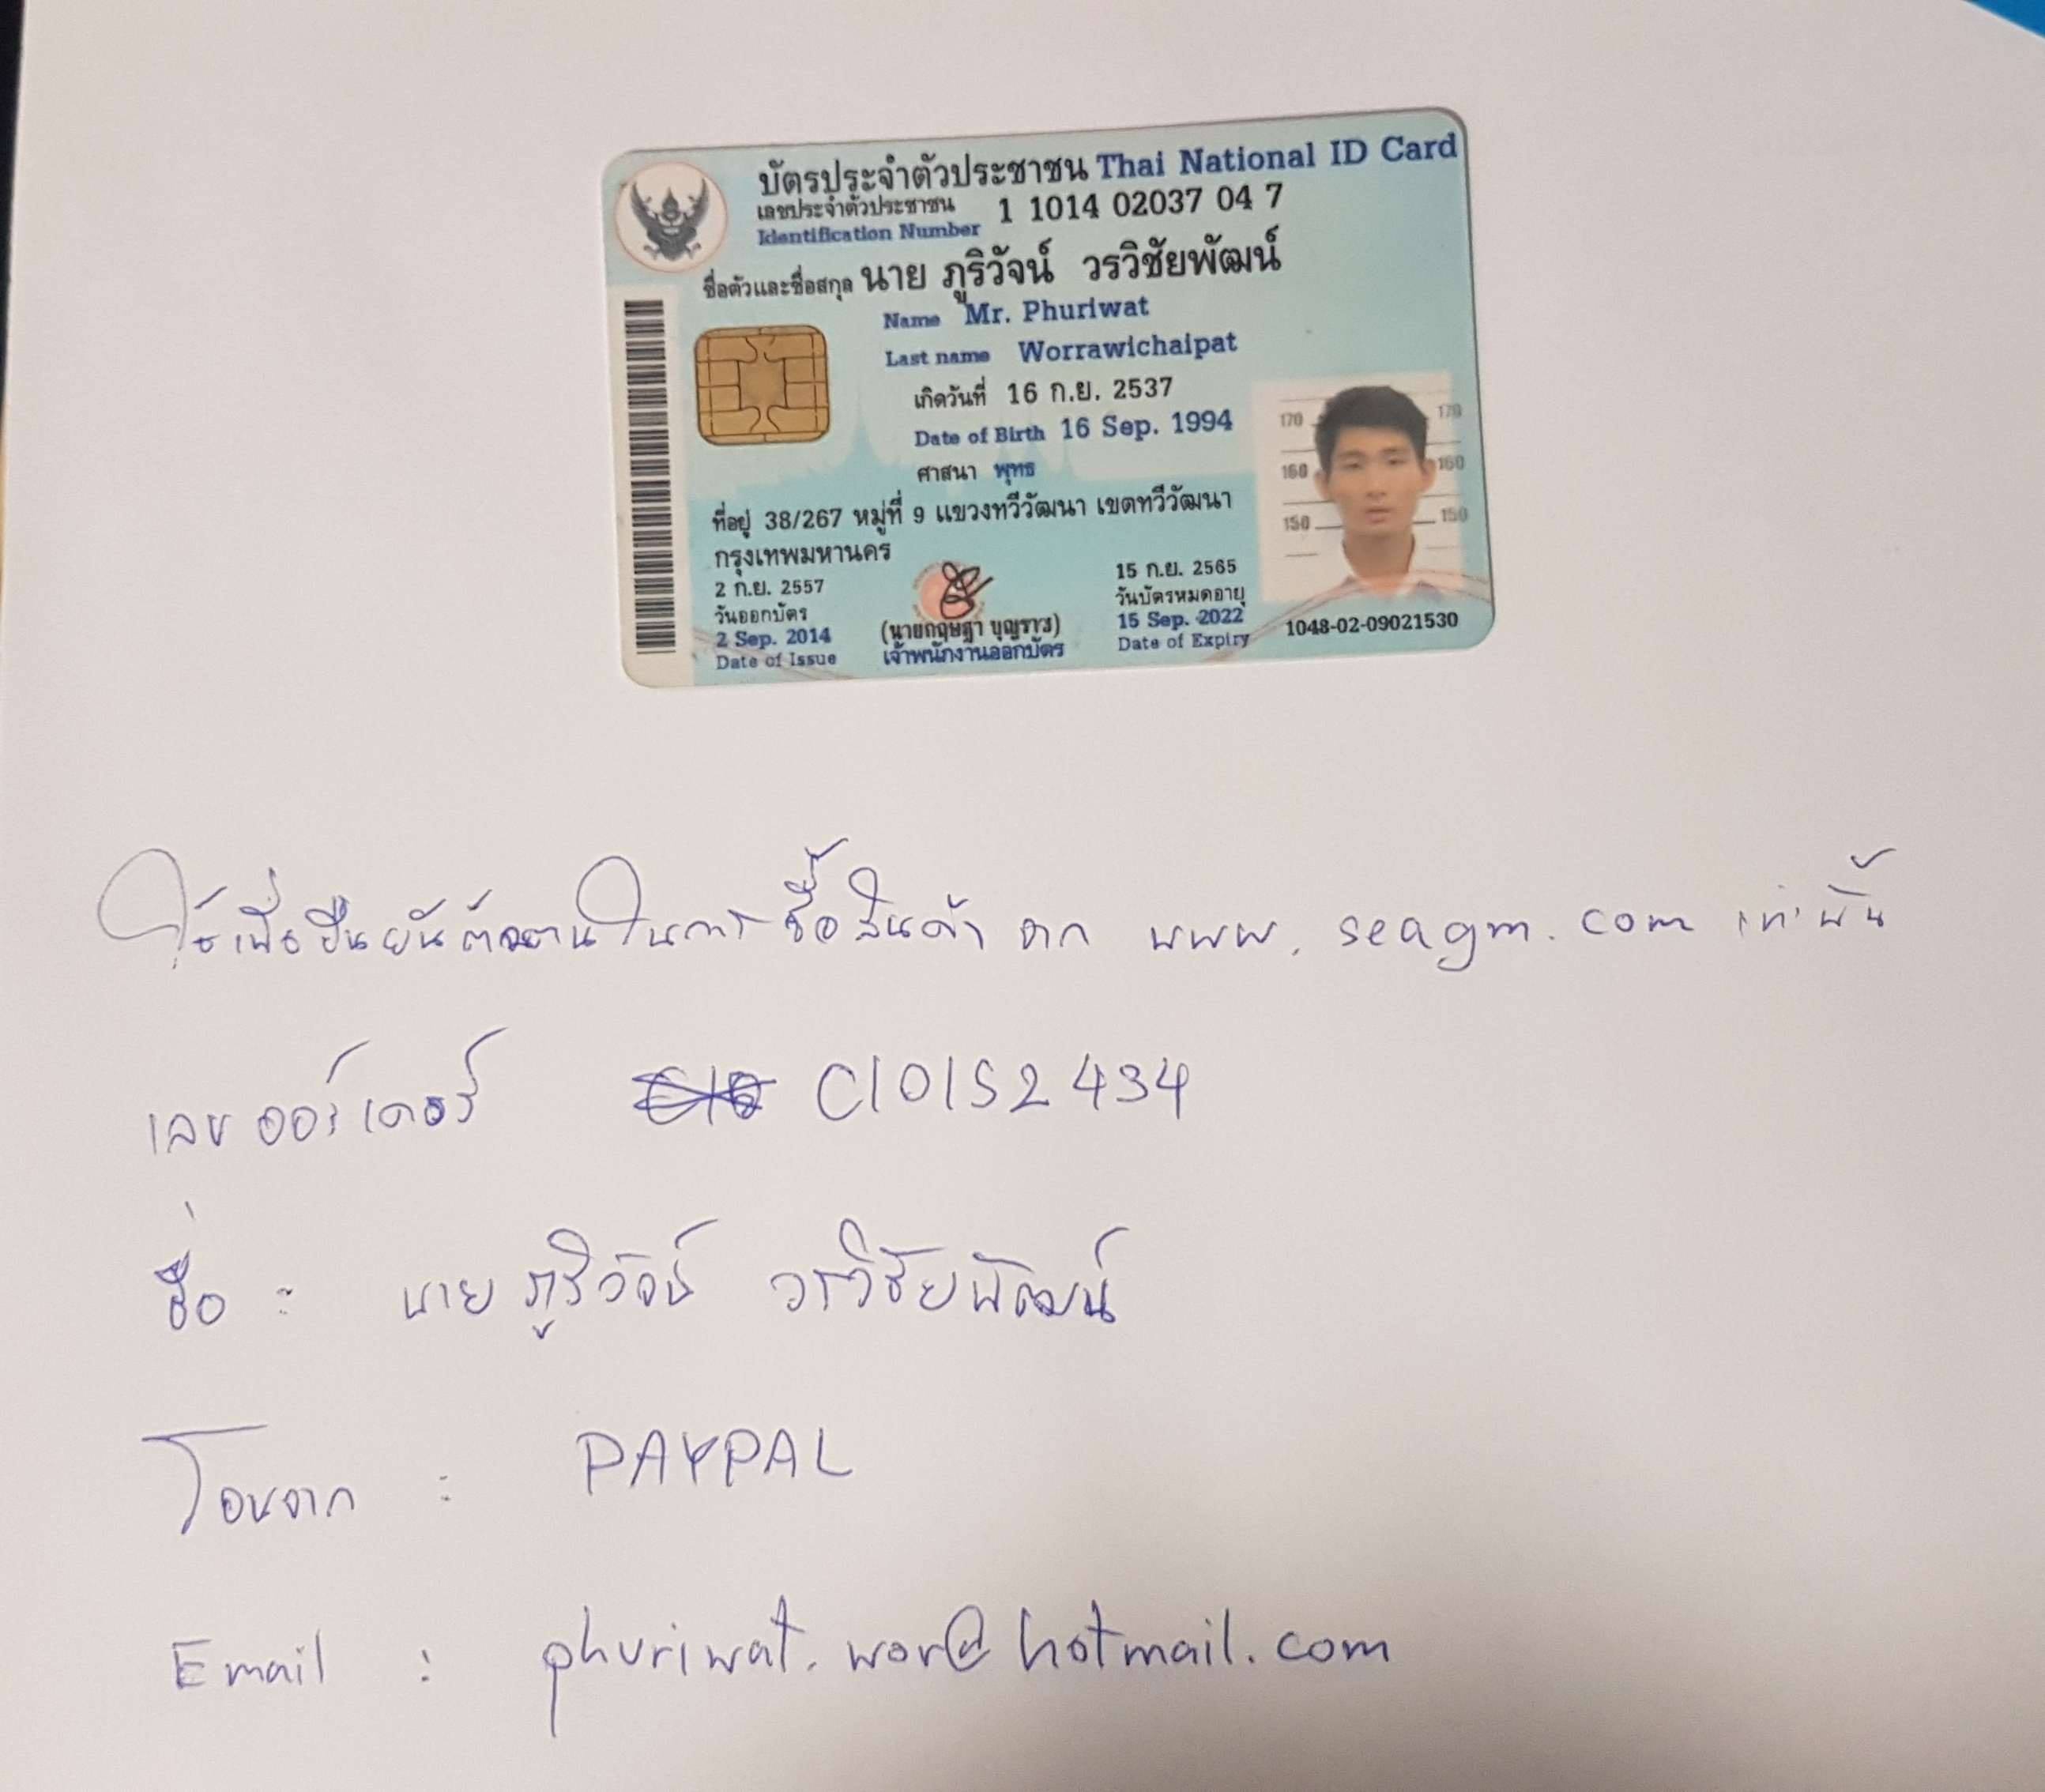 บัตรประจำตัวประชาชน Thai National ID Card
เลขประจำตัวประชาชน 1 1014 02037 04 7
Identification Number
ชื่อตัวและชื่อสกุล นาย ภูริวัจน์ วรวิชัยพัฒน์
Name Mr. Phuriwat
Last name Worrawichaipat
เกิดวันที่ 16 ก.ย. 2537
Date of Birth 16 Sep. 1994
ศาสนา พุทธ
ที่อยู่ 38/267 หมู่ที่ 9 แขวงทวีวัฒนา เขตทวีวัฒนา
กรุงเทพมหานคร
2 ก.ย. 2557
วันออกบัตร
2 Sep. 2014
Date of Issue
(นายกฤษฎา บุญราช)
เจ้าพนักงานออกบัตร
15 ก.ย. 2565
วันบัตรหมดอายุ
15 Sep. 2022
Date of Expiry
170 170
160 160
150 150
1048-02-09021530
ใช้เพื่อยืนยันตัวตนในการซื้อสินค้า จาก www.seagm.com เท่านั้น
เลขออร์เดอร์ C10152434
ชื่อ : นาย ภูริวัจน์ วรวิชัยพัฒน์
โอนจาก : PAYPAL
Email : phuriwat.wor@hotmail.com